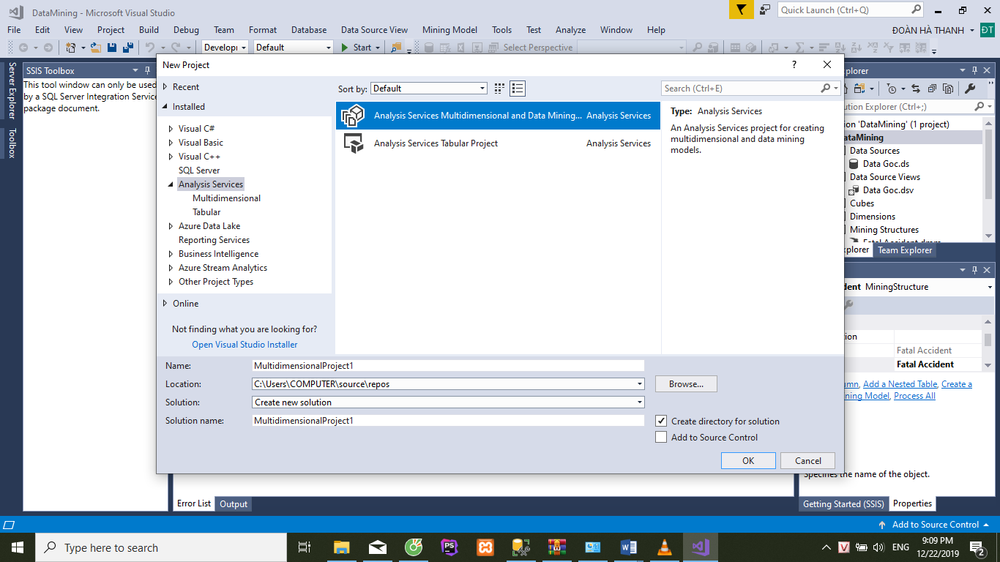 DataMining - Microsoft Visual Studio
Quick Launch (Ctrl+Q)
File Edit View Project Build Debug Team Format Database Data Source View Mining Model Tools Test Analyze Window Help
ĐOÀN HÀ THANH ĐT
Develop Default Start Select Perspective
Server Explorer
Toolbox
SSIS Toolbox
This tool window can only be used
by a SQL Server Integration Service
package document.
New Project
?
Recent
Installed
Visual C#
Visual Basic
Visual C++
SQL Server
Analysis Services
Multidimensional
Tabular
Azure Data Lake
Reporting Services
Business Intelligence
Azure Stream Analytics
Other Project Types
Online
Not finding what you are looking for?
Open Visual Studio Installer
Sort by: Default
Search (Ctrl+E)
Analysis Services Multidimensional and Data Mining... Analysis Services
Analysis Services Tabular Project Analysis Services
Type: Analysis Services
An Analysis Services project for creating
multidimensional and data mining
models.
Name: MultidimensionalProject1
Location: C:\Users\COMPUTER\source\repos Browse...
Solution: Create new solution
Solution name: MultidimensionalProject1
Create directory for solution
Add to Source Control
OK Cancel
plorer
ution Explorer (Ctrl+;)
ion 'DataMining' (1 project)
ataMining
Data Sources
Data Goc.ds
Data Source Views
Data Goc.dsv
Cubes
Dimensions
Mining Structures
xplorer Team Explorer
dent MiningStructure
tion
Fatal Accident
Fatal Accident
umn, Add a Nested Table, Create a
ning Model, Process All
Specifies the name of the object.
Getting Started (SSIS) Properties
Error List Output
Add to Source Control
Type here to search
PS
V ENG
9:09 PM
12/22/2019
2